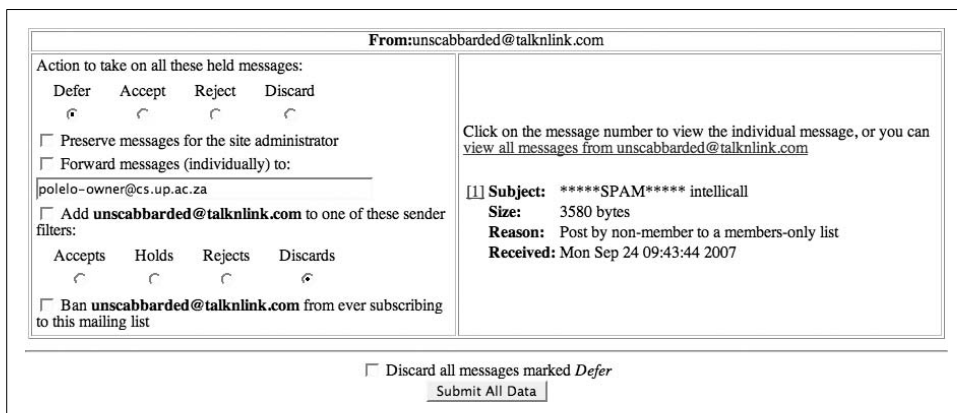 From:unscabbarded@talknlink.com
Action to take on all these held messages:
Defer Accept Reject Discard
Preserve messages for the site administrator
Forward messages (individually) to:
polelo-owner@cs.up.ac.za
Add unscabbarded@talknlink.com to one of these sender
filters:
Accepts Holds Rejects Discards
Ban unscabbarded@talknlink.com from ever subscribing
to this mailing list
Click on the message number to view the individual message, or you can
view all messages from unscabbarded@talknlink.com
[1] Subject: *****SPAM***** intellicall
Size: 3580 bytes
Reason: Post by non-member to a members-only list
Received: Mon Sep 24 09:43:44 2007
Discard all messages marked Defer
Submit All Data